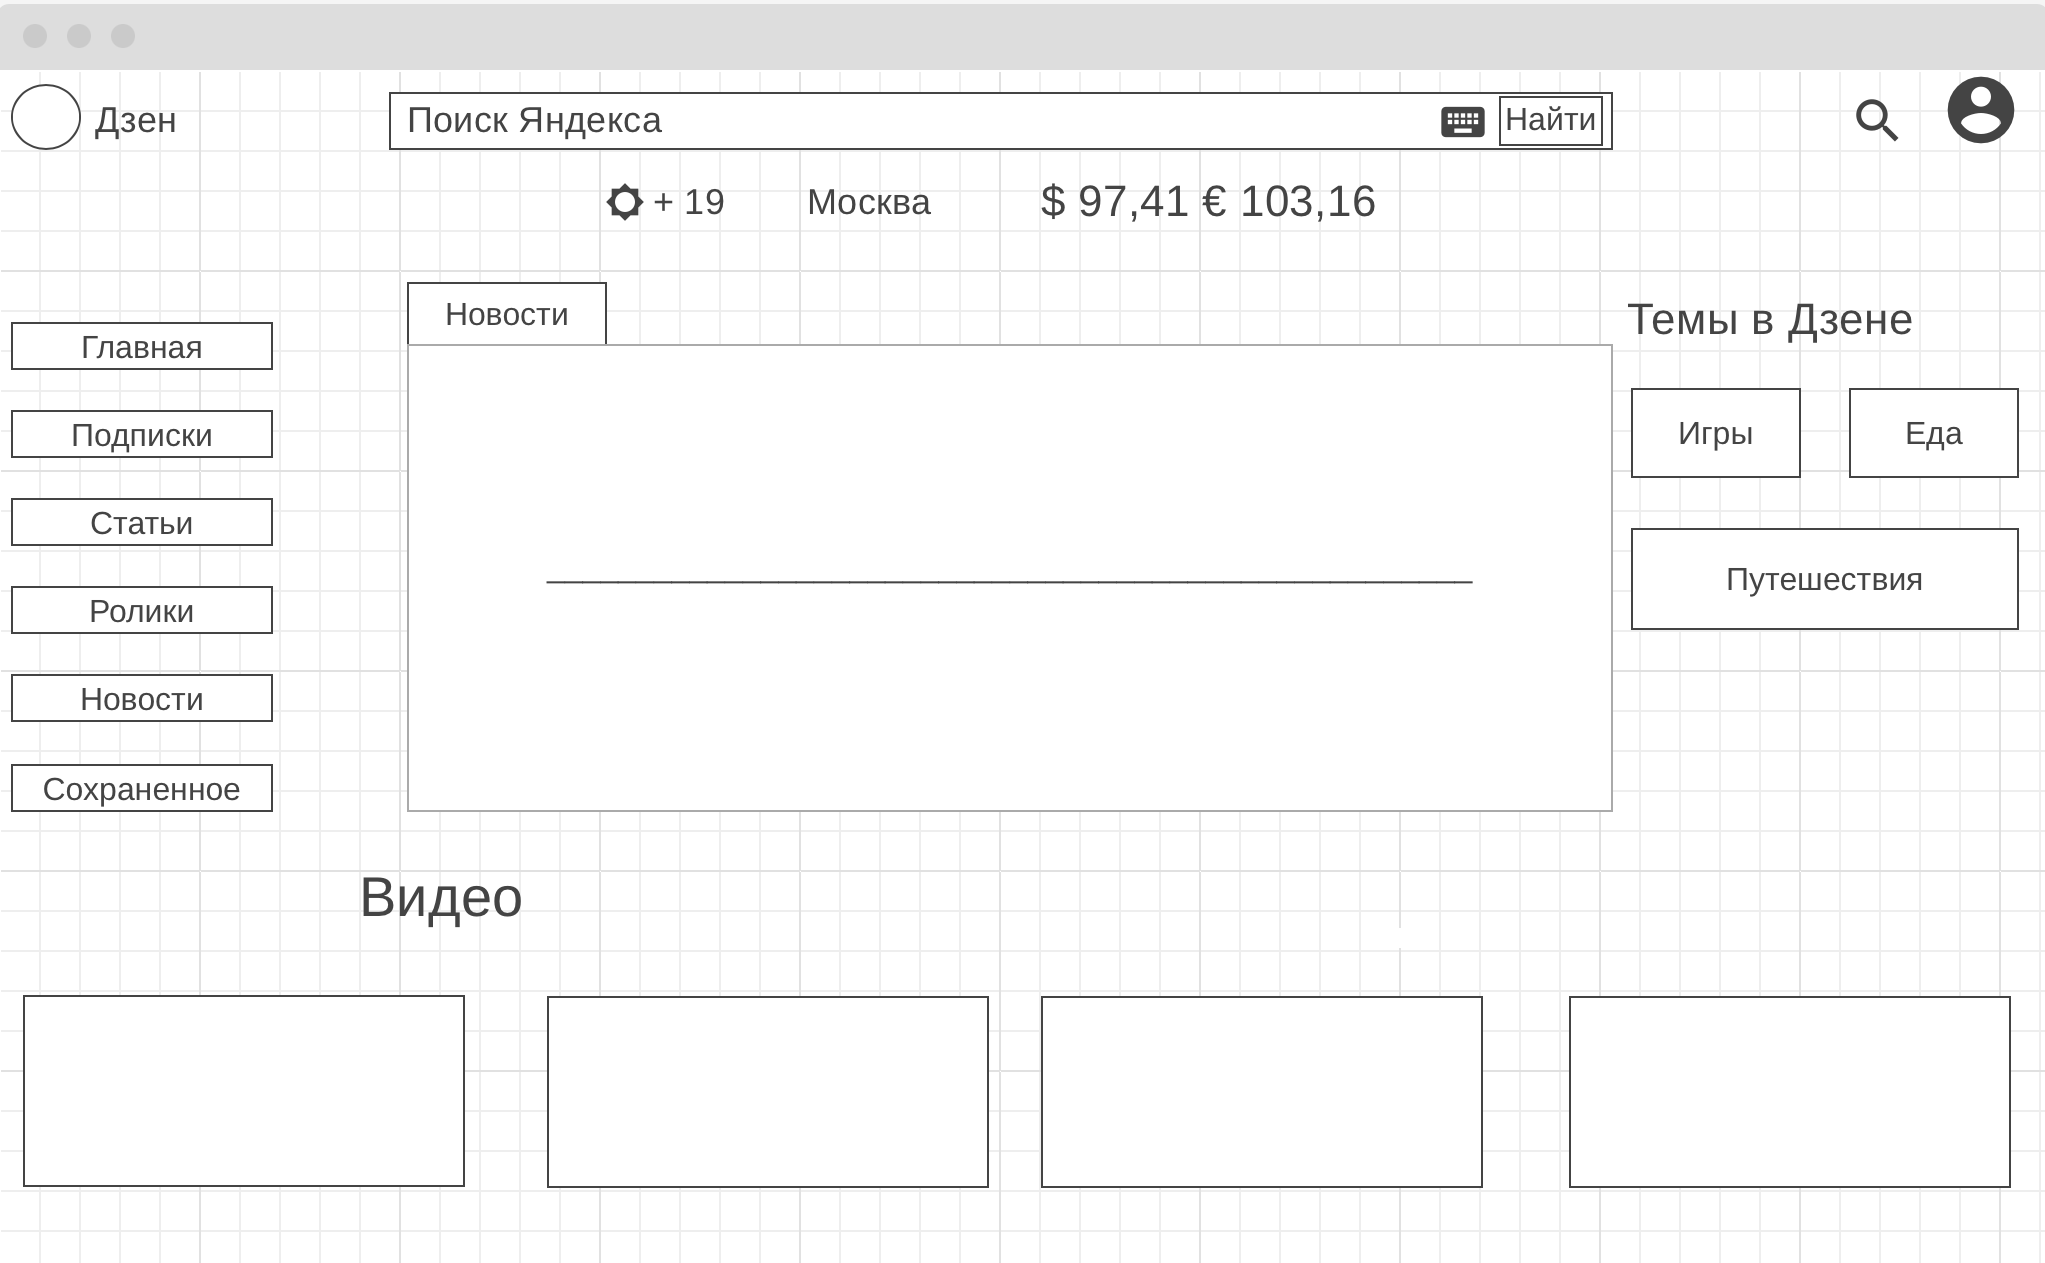 Дзен
Поиск Яндекса
Найти
+ 19
Москва
$ 97,41 € 103,16
Новости
Главная
Подписки
Статьи
Ролики
Новости
Сохраненное
Темы в Дзене
Игры
Еда
Путешествия
Видео